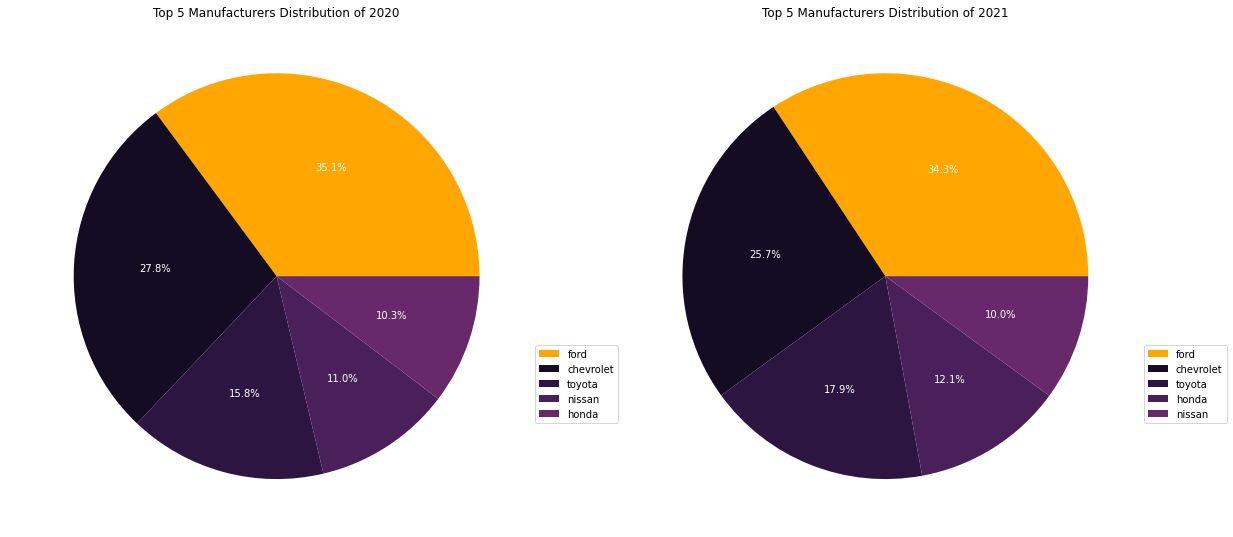 Top 5 Manufacturers Distribution of 2020
35.1%
27.8%
10.3%
11.0%
15.8%
ford
chevrolet
toyota
nissan
honda
Top 5 Manufacturers Distribution of 2021
34.3%
25.7%
10.0%
12.1%
17.9%
ford
chevrolet
toyota
honda
nissan